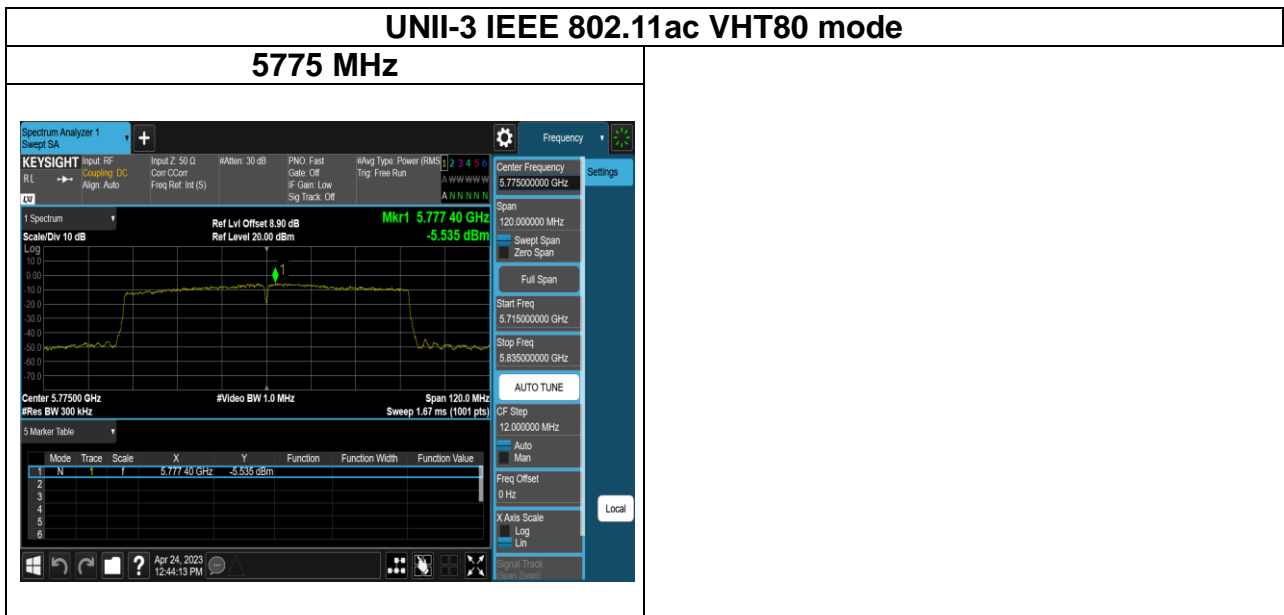 UNII-3 IEEE 802.11ac VHT80 mode
5775 MHz
Spectrum Analyzer 1
Swept SA
+
Frequency
KEYSIGHT
RL
LXI
Input: RF
Coupling: DC
Align: Auto
Input Z: 50 Ω
Corr CCorr
Freq Ref: Int (S)
#Atten: 30 dB
PNO: Fast
Gate: Off
IF Gain: Low
Sig Track: Off
#Avg Type: Power (RMS
Trig: Free Run
1 2 3 4 5 6
A W W W W W
A N N N N N
1 Spectrum
Scale/Div 10 dB
Ref Lvl Offset 8.90 dB
Ref Level 20.00 dBm
Mkr1 5.777 40 GHz
-5.535 dBm
Log
10.0
0.00
-10.0
-20.0
-30.0
-40.0
-50.0
-60.0
-70.0
1
Center 5.77500 GHz
#Res BW 300 kHz
#Video BW 1.0 MHz
Span 120.0 MHz
Sweep 1.67 ms (1001 pts)
5 Marker Table
Mode Trace Scale X Y Function Function Width Function Value
1 N 1 f 5.777 40 GHz -5.535 dBm
2
3
4
5
6
Center Frequency
5.775000000 GHz
Settings
Span
120.000000 MHz
Swept Span
Zero Span
Full Span
Start Freq
5.715000000 GHz
Stop Freq
5.835000000 GHz
AUTO TUNE
CF Step
12.000000 MHz
Auto
Man
Freq Offset
0 Hz
X Axis Scale
Log
Lin
Signal Track
(Span Zoom)
Local
?
Apr 24, 2023
12:44:13 PM